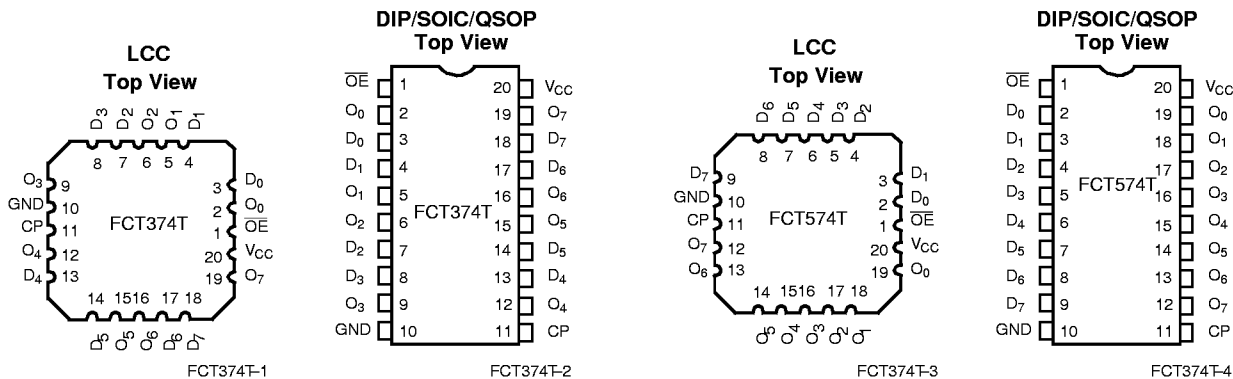 LCC
Top View
D3 D2 O2 O1 D1
8 7 6 5 4
O3 9
GND 10
CP 11
O4 12
D4 13
3 D0
2 O0
1 O̅E̅
20 VCC
19 O7
FCT374T
14 15 16 17 18
D5 O5 O6 D6 D7
FCT374T–1
DIP/SOIC/QSOP
Top View
O̅E̅ 1 20 VCC
O0 2 19 O7
D0 3 18 D7
D1 4 17 D6
O1 5 16 O6
FCT374T
O2 6 15 O5
D2 7 14 D5
D3 8 13 D4
O3 9 12 O4
GND 10 11 CP
FCT374T–2
LCC
Top View
D6 D5 D4 D3 D2
8 7 6 5 4
D7 9
GND 10
CP 11
O7 12
O6 13
3 D1
2 D0
1 O̅E̅
20 VCC
19 O0
FCT574T
14 15 16 17 18
O5 O4 O3 O2 O1
FCT374T–3
DIP/SOIC/QSOP
Top View
O̅E̅ 1 20 VCC
D0 2 19 O0
D1 3 18 O1
D2 4 17 O2
FCT574T
D3 5 16 O3
D4 6 15 O4
D5 7 14 O5
D6 8 13 O6
D7 9 12 O7
GND 10 11 CP
FCT374T–4